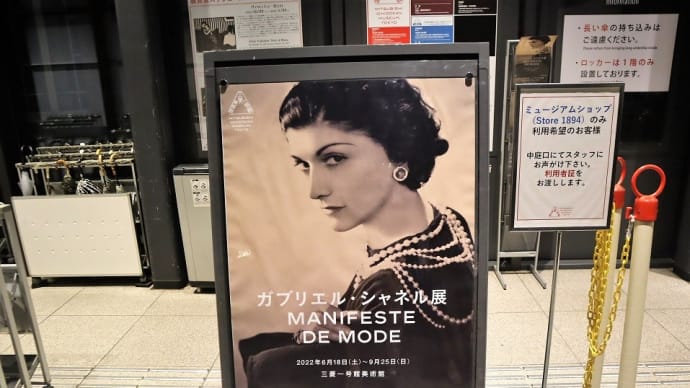 MITSUBISHI
ICHIGOKAN
MUSEUM,
TOKYO
・長い傘の持ち込みは
ご遠慮ください。
・ロッカーは1階のみ
設置しております。
ミュージアムショップ
(Store 1894) のみ
利用希望のお客様
中庭口にてスタッフに
お声がけ下さい。
利用者証を
お渡しします。
ガブリエル・シャネル展
MANIFESTE
DE MODE
2022年6月18日(土)～9月25日(日)
三菱一号館美術館